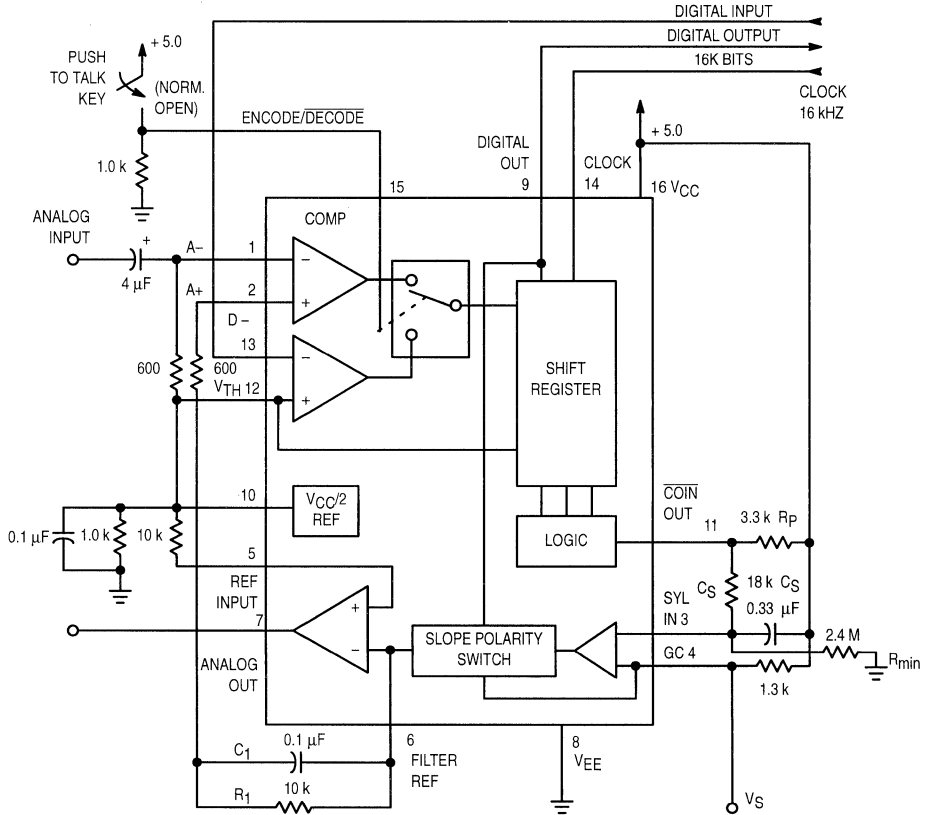 DIGITAL INPUT
DIGITAL OUTPUT
16K BITS
CLOCK
16 kHZ
+ 5.0
PUSH
TO TALK
KEY
(NORM.
OPEN)
ENCODE/DECODE
1.0 k
DIGITAL
OUT
CLOCK
+ 5.0
15
9
14
16 VCC
ANALOG
INPUT
COMP
+
4 µF
A–
1
–
A+
2
+
D –
13
–
600
600
VTH 12
+
SHIFT
REGISTER
10
VCC/2
REF
0.1 µF
1.0 k
10 k
5
COIN
OUT
11
3.3 k RP
LOGIC
REF
INPUT
+
7
–
ANALOG
OUT
SLOPE POLARITY
SWITCH
SYL
IN 3
GC 4
CS
18 k CS
0.33 µF
2.4 M
Rmin
1.3 k
C1
0.1 µF
6
FILTER
REF
8
VEE
R1
10 k
VS